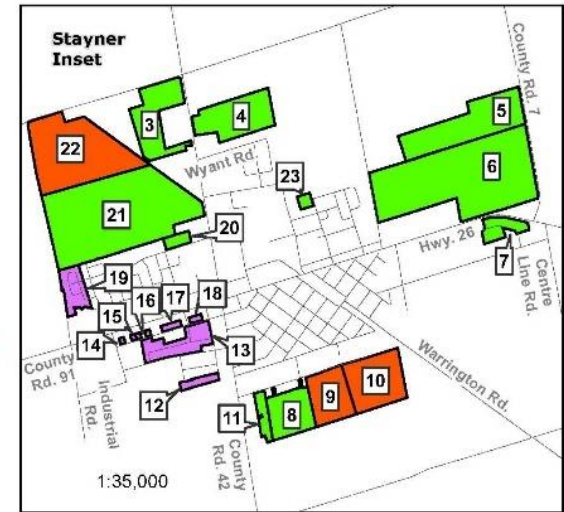 Stayner
Inset
County Rd. 7
3
4
5
22
Wyant Rd.
6
23
21
20
Hwy. 26
7
Centre
Line Rd.
19
18
17
16
15
14
13
County
Rd. 91
Industrial
Rd.
12
11
8
9
10
Warrington Rd.
County
Rd. 42
1:35,000